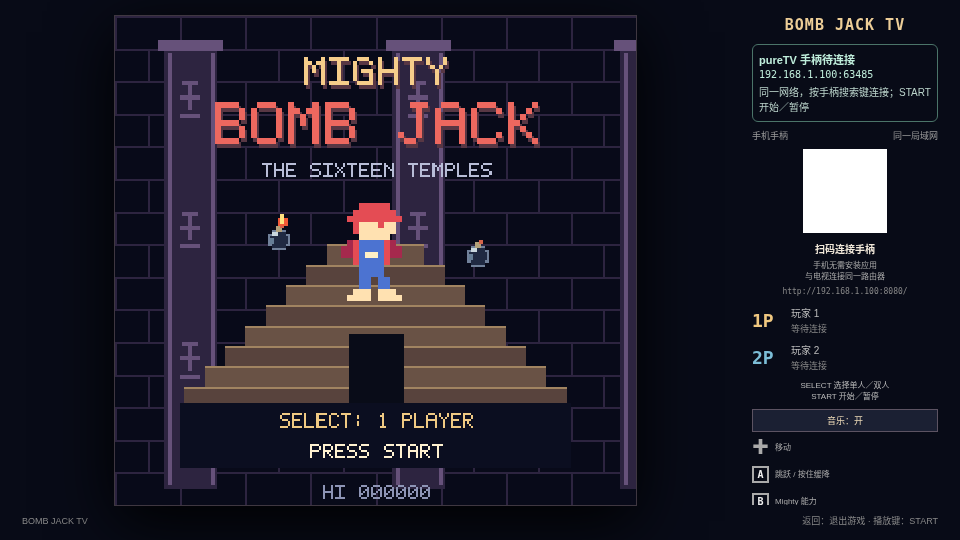 MIGHTY
BOMB JACK
THE SIXTEEN TEMPLES
SELECT: 1 PLAYER
PRESS START
HI 000000
BOMB JACK TV
BOMB JACK TV
pureTV 手柄待连接
192.168.1.100:63485
同一网络，按手柄搜索键连接；START
开始／暂停
手机手柄
同一局域网
扫码连接手柄
手机无需安装应用
与电视连接同一路由器
http://192.168.1.100:8080/
1P 玩家 1
等待连接
2P 玩家 2
等待连接
SELECT 选择单人／双人
START 开始／暂停
音乐：开
移动
A 跳跃 / 按住缓降
B Mighty 能力
返回：退出游戏 · 播放键：START